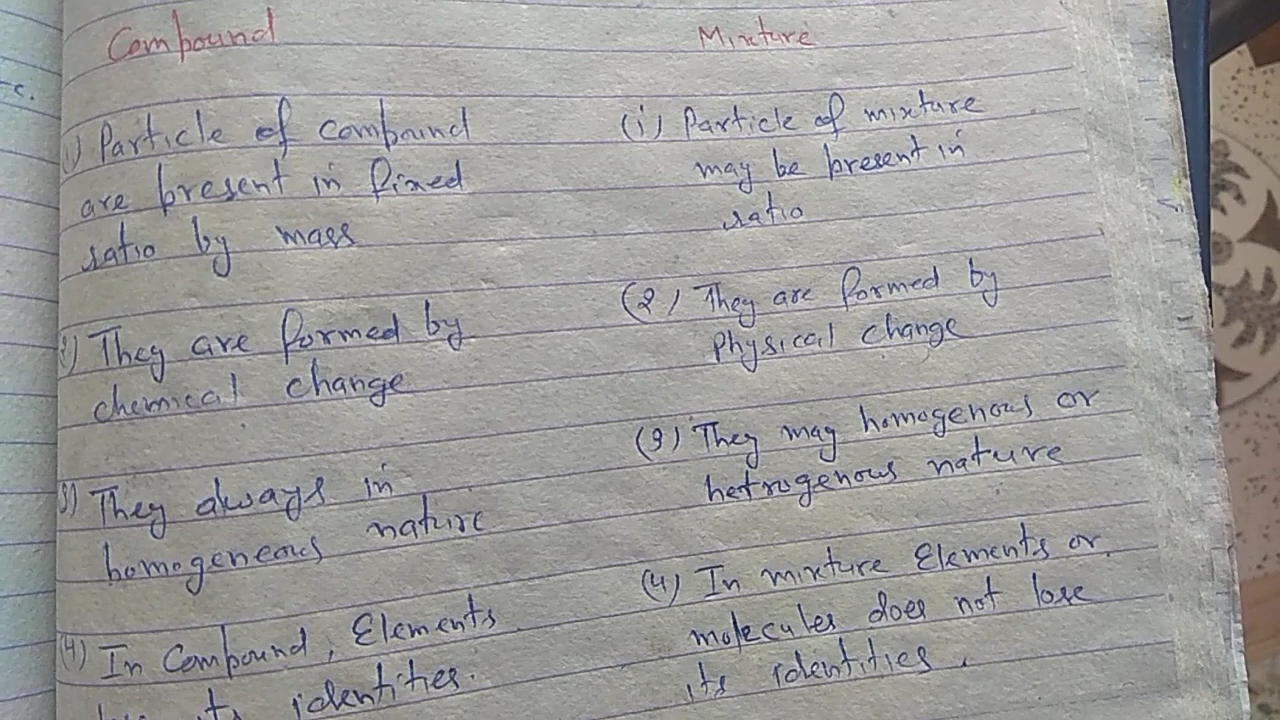 Compound
(1) Particle of compound
are present in fixed
ratio by mass
(2) They are formed by
chemical change
(3) They always in
homogeneous nature
(4) In Compound, Elements
its identities.
Mixture
(i) Particle of mixture
may be present in
ratio
(2) They are formed by
Physical change
(3) They may homogenous or
hetrogenous nature
(4) In mixture Elements or
molecules does not lose
its identities.